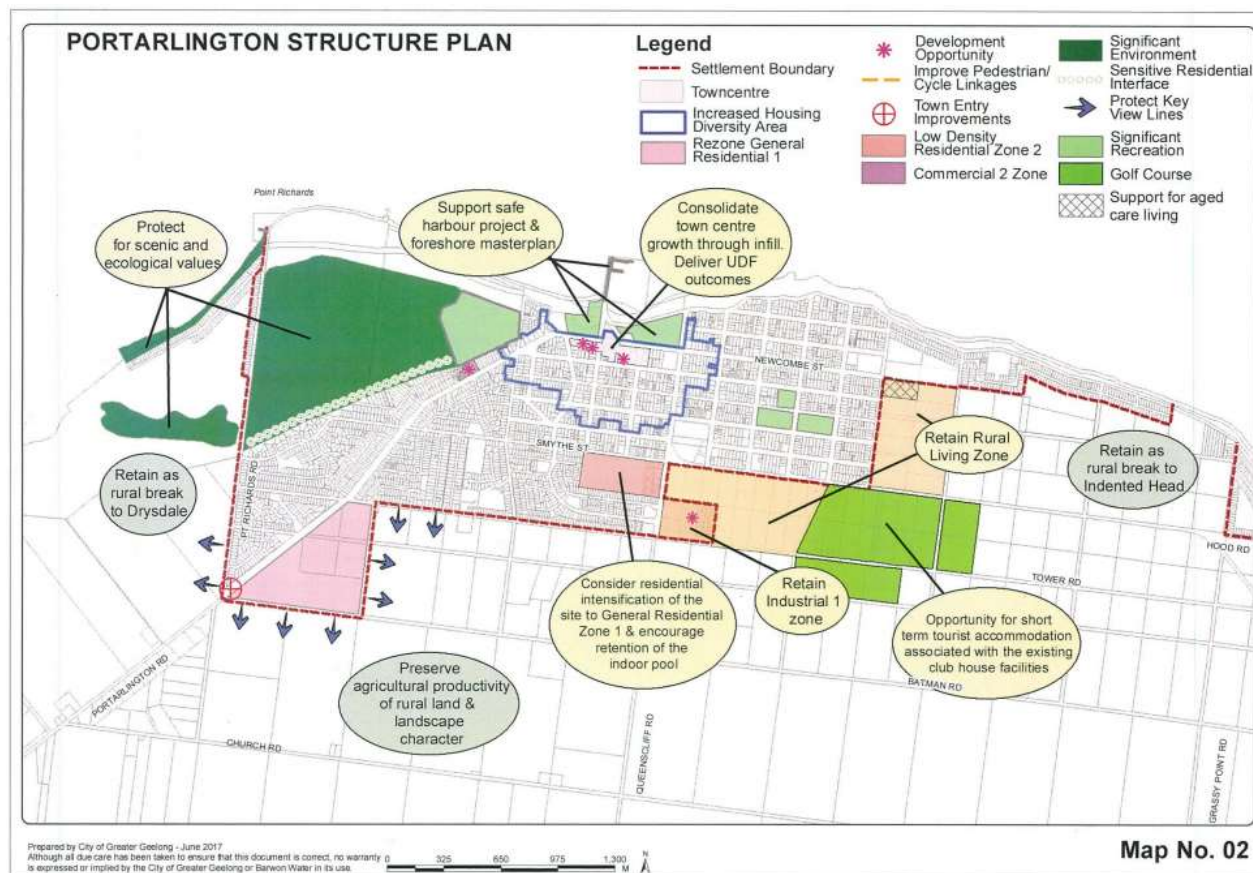 PORTARLINGTON STRUCTURE PLAN
Legend
Settlement Boundary
Towncentre
Increased Housing
Diversity Area
Rezone General
Residential 1
Development
Opportunity
Improve Pedestrian/
Cycle Linkages
Town Entry
Improvements
Low Density
Residential Zone 2
Commercial 2 Zone
Significant
Environment
Sensitive Residential
Interface
Protect Key
View Lines
Significant
Recreation
Golf Course
Support for aged
care living
Point Richards
Protect
for scenic and
ecological values
Support safe
harbour project &
foreshore masterplan
Consolidate
town centre
growth through infill.
Deliver UDF
outcomes
NEWCOMBE ST
SMYTHE ST
PT RICHARDS RD
Retain as
rural break
to Drysdale
Retain Rural
Living Zone
Retain as
rural break to
Indented Head
HOOD RD
TOWER RD
Consider residential
intensification of the
site to General Residential
Zone 1 & encourage
retention of the
indoor pool
Retain
Industrial 1
zone
Opportunity for short
term tourist accommodation
associated with the existing
club house facilities
BATMAN RD
Preserve
agricultural productivity
of rural land &
landscape
character
PORTARLINGTON RD
CHURCH RD
QUEENSCLIFF RD
GRASSY POINT RD
Prepared by City of Greater Geelong - June 2017
Although all due care has been taken to ensure that this document is correct, no warranty
is expressed or implied by the City of Greater Geelong or Barwon Water in its use.
0 325 650 975 1,300
M
N
Map No. 02